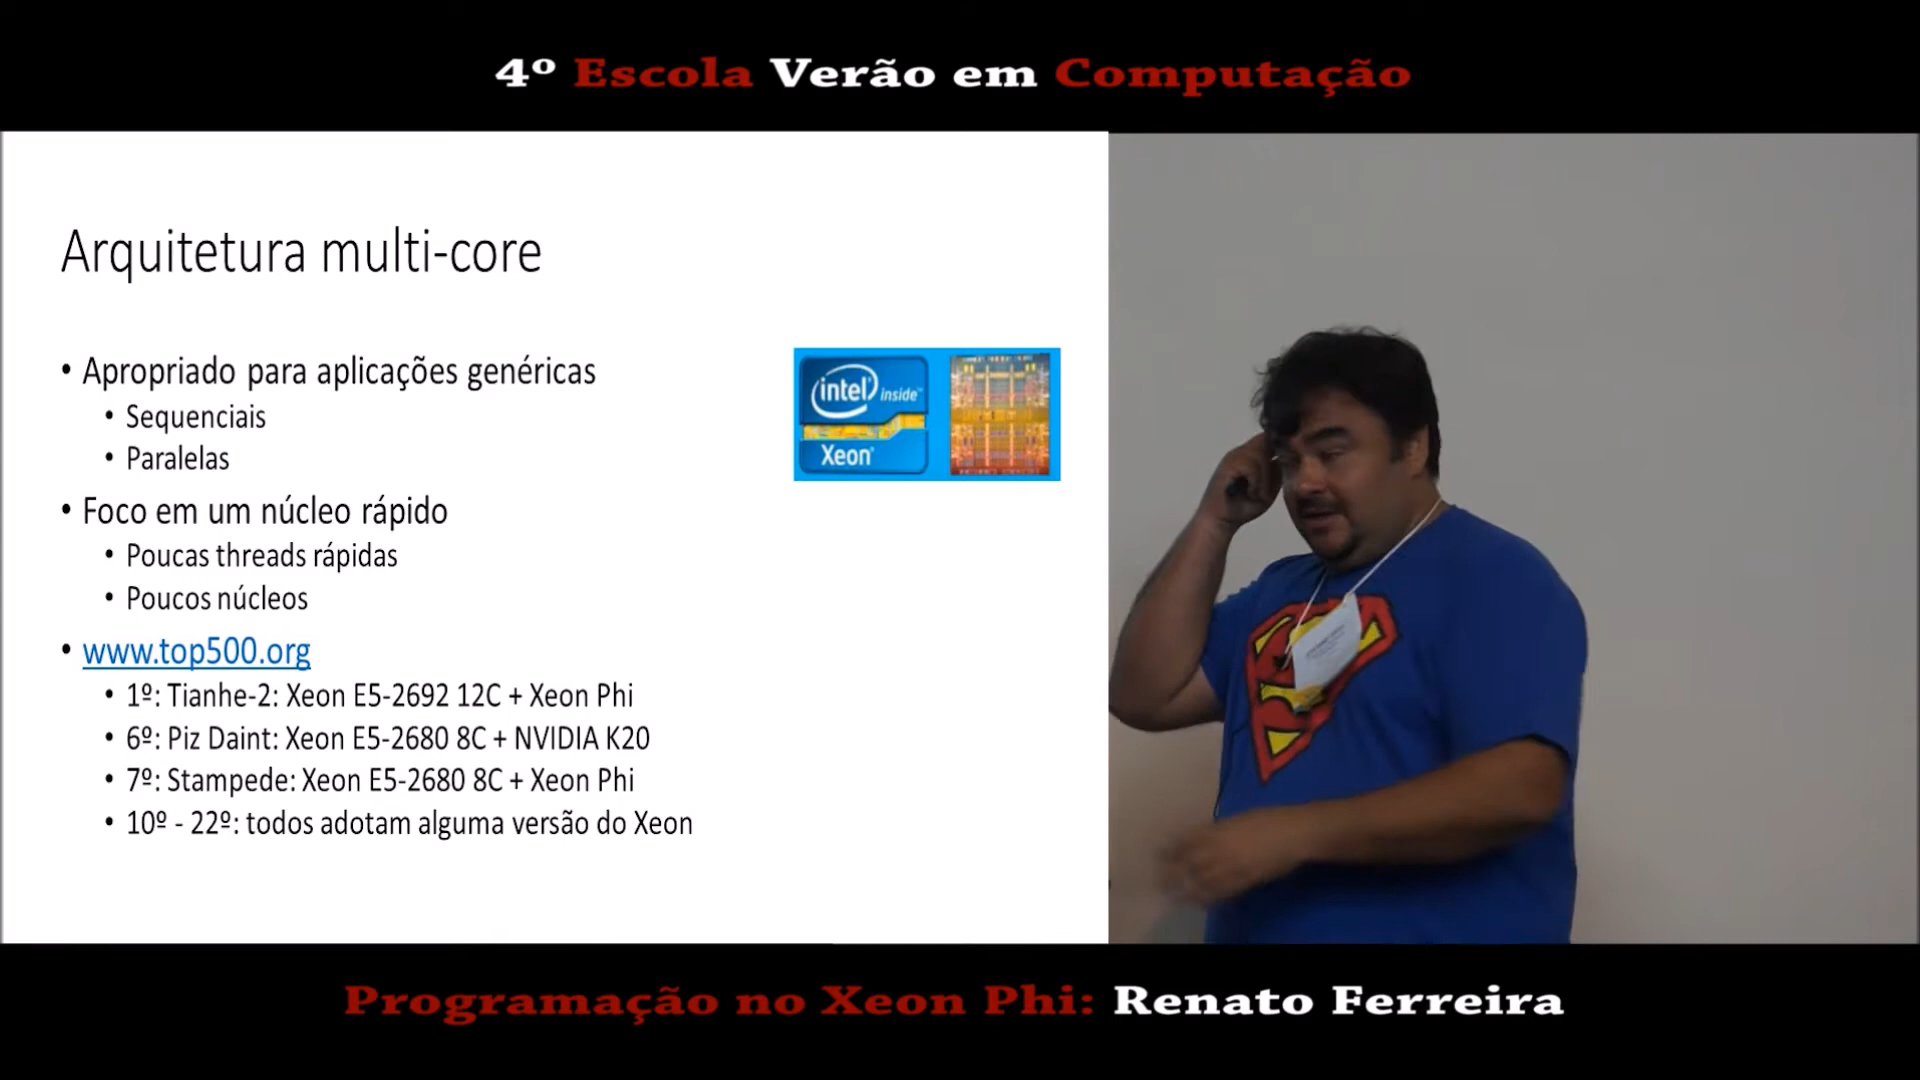 4º Escola Verão em Computação
Arquitetura multi-core
• Apropriado para aplicações genéricas
• Sequenciais
• Paralelas
• Foco em um núcleo rápido
• Poucas threads rápidas
• Poucos núcleos
• www.top500.org
• 1º: Tianhe-2: Xeon E5-2692 12C + Xeon Phi
• 6º: Piz Daint: Xeon E5-2680 8C + NVIDIA K20
• 7º: Stampede: Xeon E5-2680 8C + Xeon Phi
• 10º - 22º: todos adotam alguma versão do Xeon
intel inside™
Xeon®
Programação no Xeon Phi: Renato Ferreira